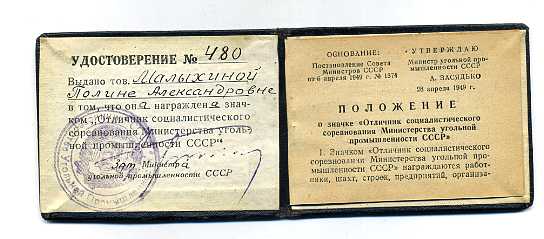 УДОСТОВЕРЕНИЕ № 480
Выдано тов. Малыхиной
Полине Александровне
в том, что она награждена знач-
ком „Отличник социалистического
соревнования Министерства уголь-
ной промышленности СССР“
Зам Министра
угольной промышленности СССР
ОСНОВАНИЕ:
Постановление Совета
Министров СССР
от 6 апреля 1949 г. № 1374
„УТВЕРЖДАЮ
Министр угольной про-
мышленности СССР
А. ЗАСЯДЬКО
28 апреля 1949 г.
ПОЛОЖЕНИЕ
о значке «Отличник социалистического
соревнования Министерства угольной
промышленности СССР»
1. Значком «Отличник социалистического
соревнования Министерства угольной про-
мышленности СССР» награждаются работ-
ники, шахт, строек, предприятий, организа-